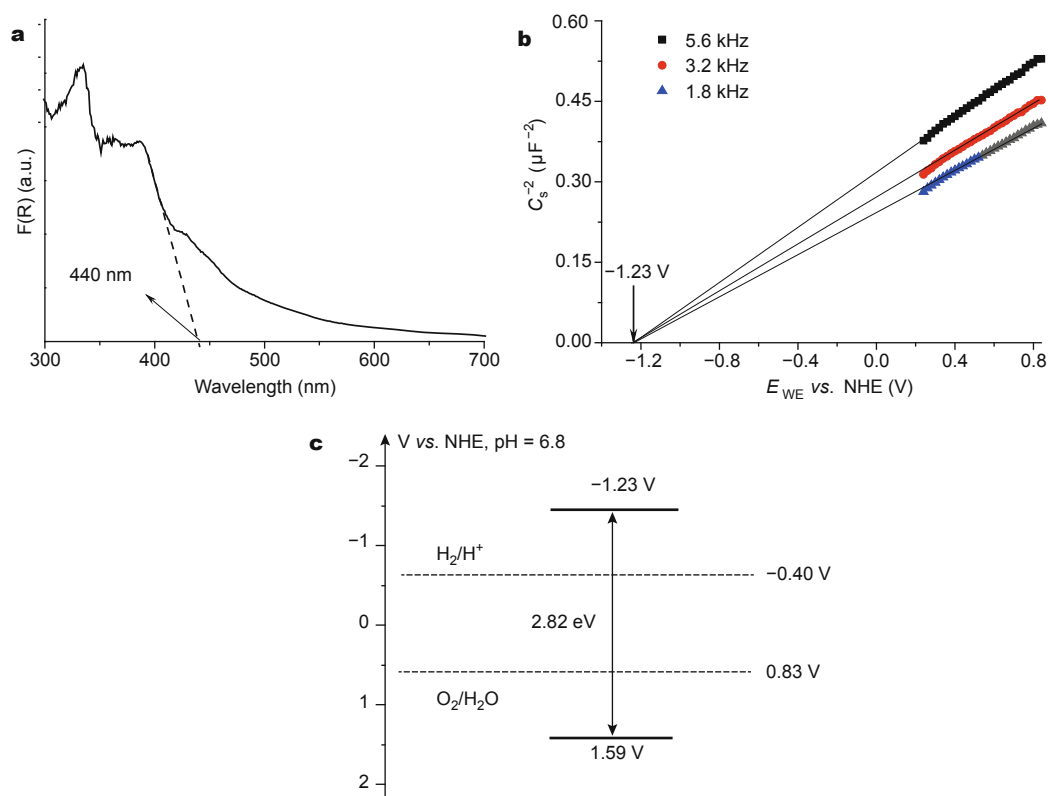 a
F(R) (a.u.)
440 nm
300 400 500 600 700
Wavelength (nm)
b
5.6 kHz
3.2 kHz
1.8 kHz
0.60
0.45
0.30
0.15
0.00
C_s^−2 (μF^−2)
−1.23 V
−1.2 −0.8 −0.4 0.0 0.4 0.8
E_WE vs. NHE (V)
c
V vs. NHE, pH = 6.8
−2
−1
0
1
2
−1.23 V
H₂/H⁺
−0.40 V
2.82 eV
0.83 V
O₂/H₂O
1.59 V